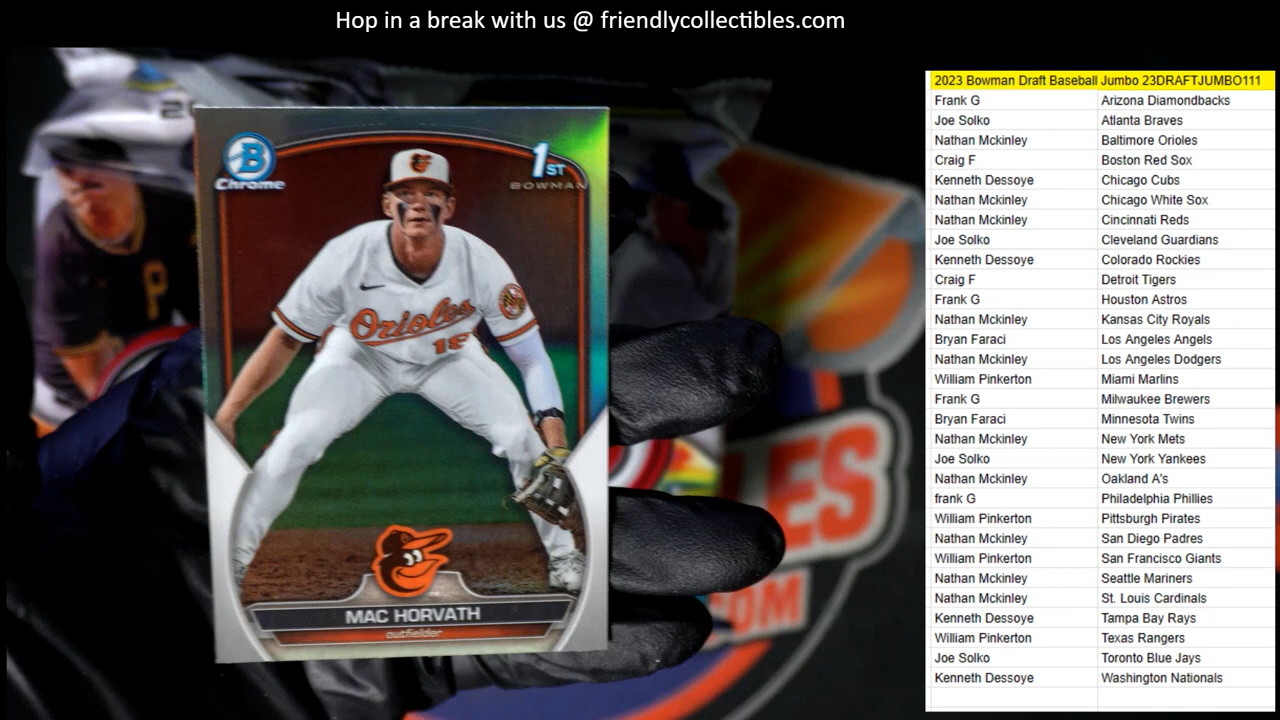 Hop in a break with us @ friendlycollectibles.com
B
Chrome
1ST
BOWMAN
Orioles
18
P
LES
.COM
MAC HORVATH
outfielder
2023 Bowman Draft Baseball Jumbo 23DRAFTJUMBO111
Frank G Arizona Diamondbacks
Joe Solko Atlanta Braves
Nathan Mckinley Baltimore Orioles
Craig F Boston Red Sox
Kenneth Dessoye Chicago Cubs
Nathan Mckinley Chicago White Sox
Nathan Mckinley Cincinnati Reds
Joe Solko Cleveland Guardians
Kenneth Dessoye Colorado Rockies
Craig F Detroit Tigers
Frank G Houston Astros
Nathan Mckinley Kansas City Royals
Bryan Faraci Los Angeles Angels
Nathan Mckinley Los Angeles Dodgers
William Pinkerton Miami Marlins
Frank G Milwaukee Brewers
Bryan Faraci Minnesota Twins
Nathan Mckinley New York Mets
Joe Solko New York Yankees
Nathan Mckinley Oakland A's
frank G Philadelphia Phillies
William Pinkerton Pittsburgh Pirates
Nathan Mckinley San Diego Padres
William Pinkerton San Francisco Giants
Nathan Mckinley Seattle Mariners
Nathan Mckinley St. Louis Cardinals
Kenneth Dessoye Tampa Bay Rays
William Pinkerton Texas Rangers
Joe Solko Toronto Blue Jays
Kenneth Dessoye Washington Nationals